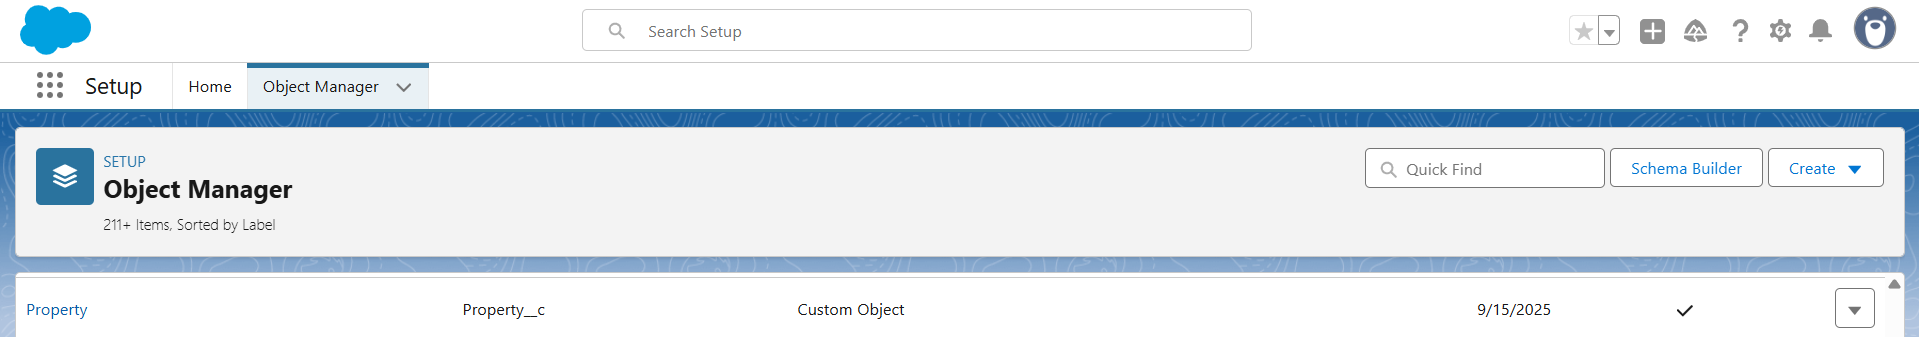 Search Setup
Setup Home Object Manager
SETUP
Object Manager
211+ Items, Sorted by Label
Quick Find Schema Builder Create
Property Property__c Custom Object 9/15/2025